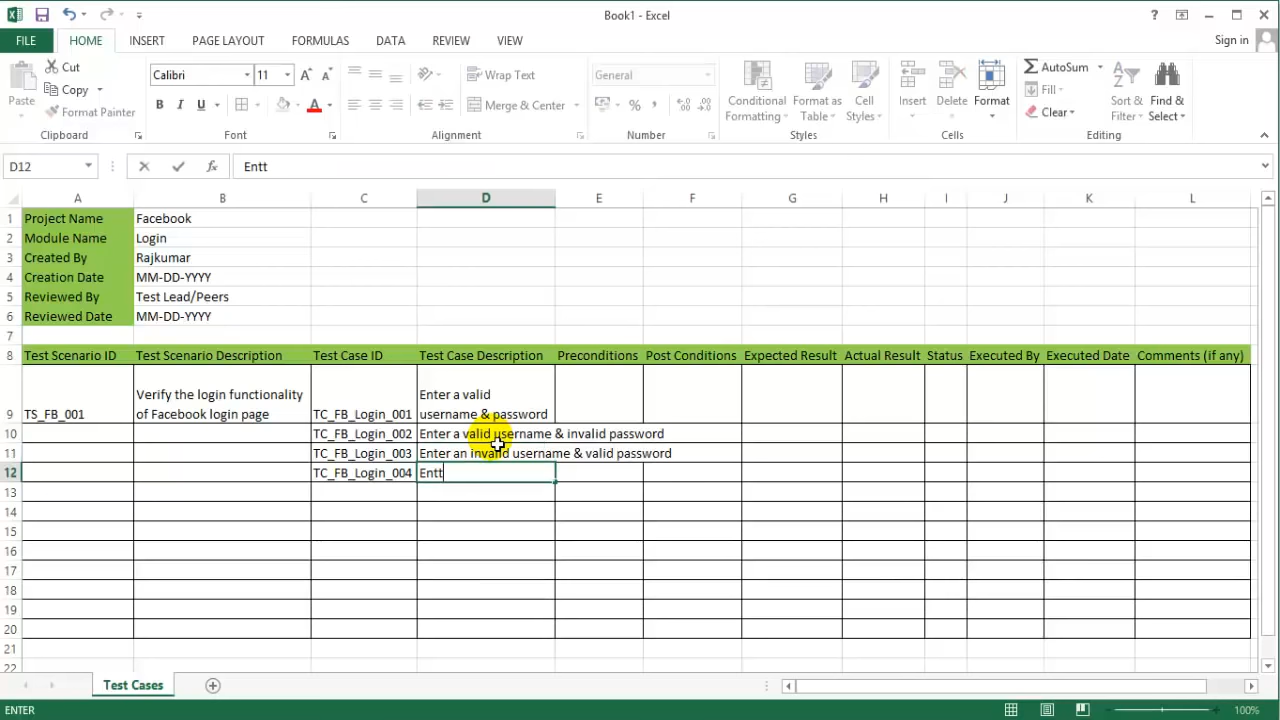 Book1 - Excel
?
FILE HOME INSERT PAGE LAYOUT FORMULAS DATA REVIEW VIEW Sign in
Paste
Cut
Copy
Format Painter
Clipboard
Calibri 11
B I U
Font
Wrap Text
Merge & Center
Alignment
General
%
Number
Conditional Formatting
Format as Table
Cell Styles
Styles
Insert Delete Format
Cells
AutoSum
Fill
Clear
Sort & Filter
Find & Select
Editing
D12 fx Entt
A B C D E F G H I J K L
1 Project Name Facebook
2 Module Name Login
3 Created By Rajkumar
4 Creation Date MM-DD-YYYY
5 Reviewed By Test Lead/Peers
6 Reviewed Date MM-DD-YYYY
7
8 Test Scenario ID Test Scenario Description Test Case ID Test Case Description Preconditions Post Conditions Expected Result Actual Result Status Executed By Executed Date Comments (if any)
Verify the login functionality Enter a valid
9 TS_FB_001 of Facebook login page TC_FB_Login_001 username & password
10 TC_FB_Login_002 Enter a valid username & invalid password
11 TC_FB_Login_003 Enter an invalid username & valid password
12 TC_FB_Login_004 Entt
13
14
15
16
17
18
19
20
21
22
Test Cases
ENTER 100%